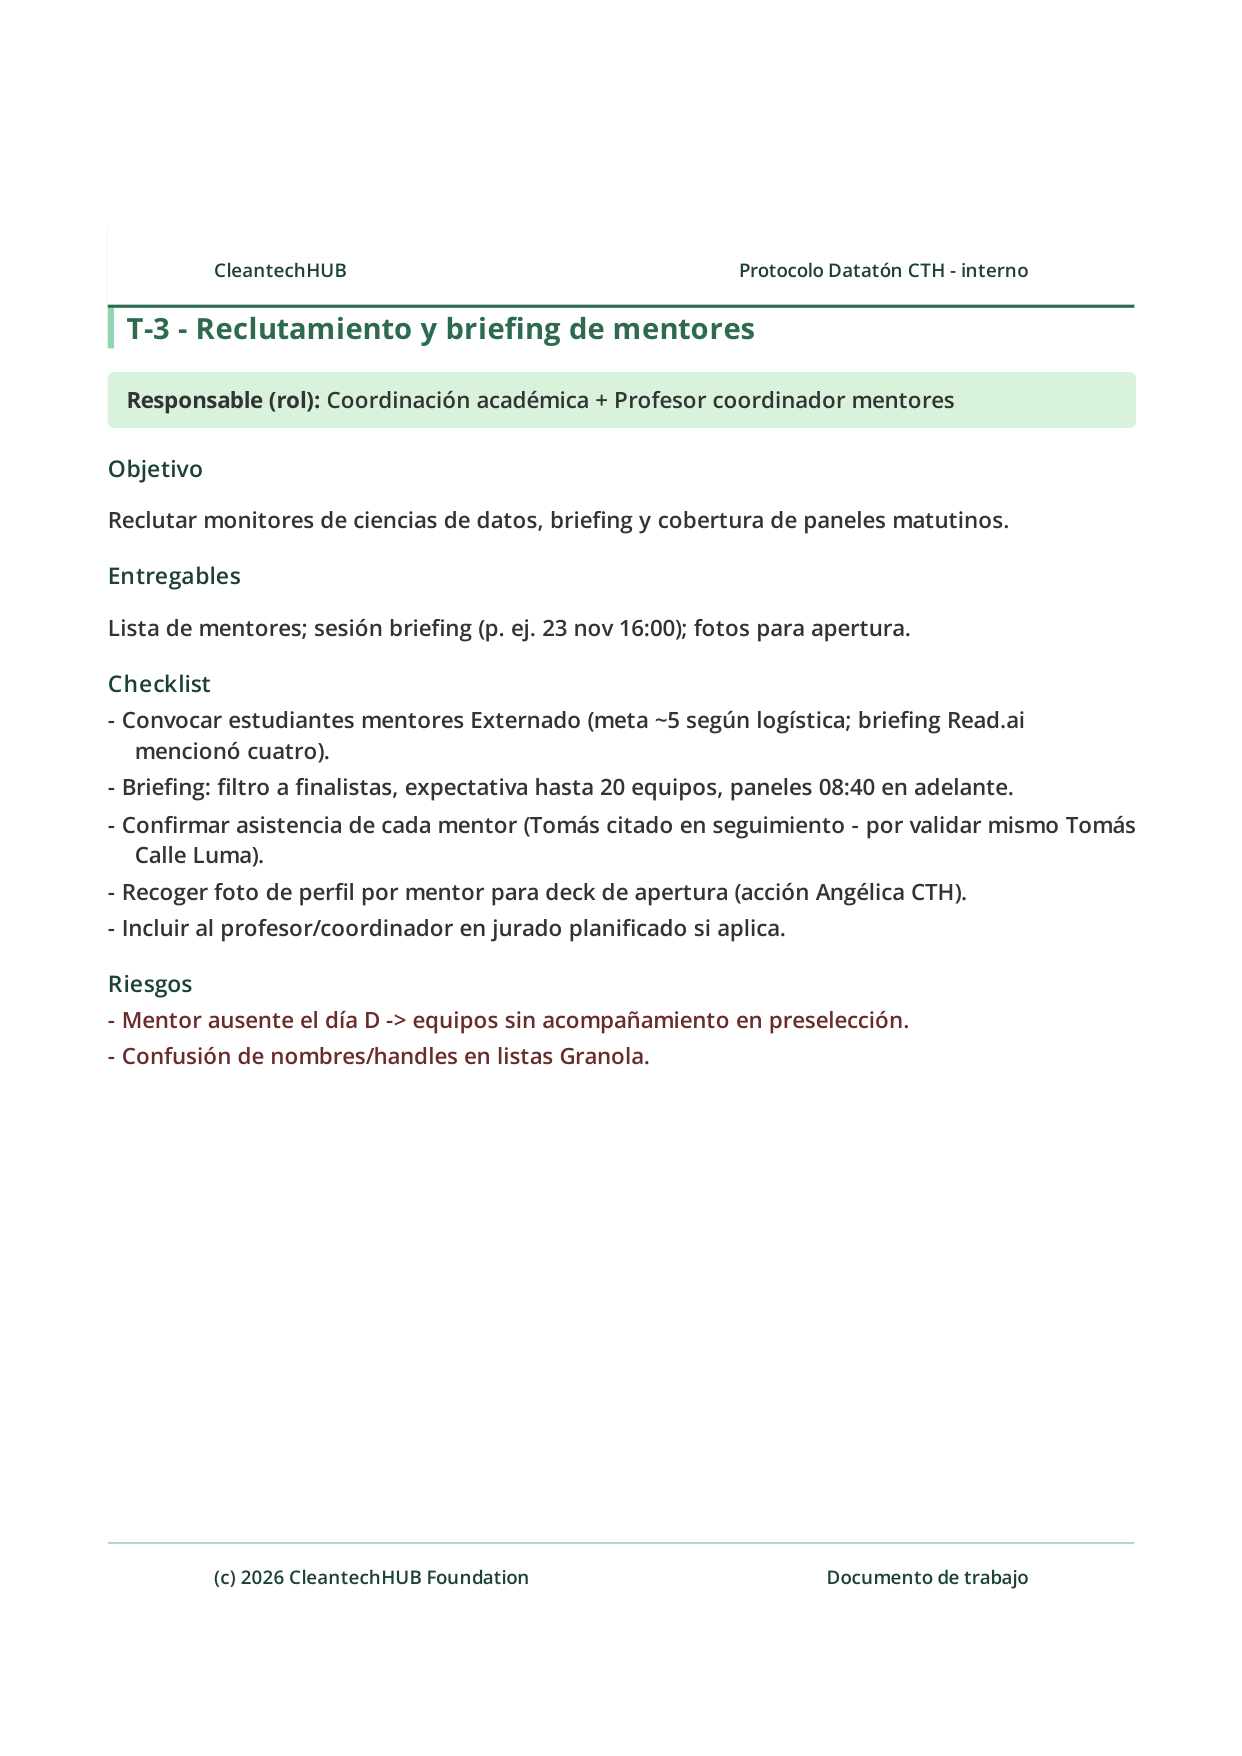 CleantechHUB
Protocolo Datatón CTH - interno
T-3 - Reclutamiento y briefing de mentores
Responsable (rol): Coordinación académica + Profesor coordinador mentores
Objetivo
Reclutar monitores de ciencias de datos, briefing y cobertura de paneles matutinos.
Entregables
Lista de mentores; sesión briefing (p. ej. 23 nov 16:00); fotos para apertura.
Checklist
- Convocar estudiantes mentores Externado (meta ~5 según logística; briefing Read.ai
mencionó cuatro).
- Briefing: filtro a finalistas, expectativa hasta 20 equipos, paneles 08:40 en adelante.
- Confirmar asistencia de cada mentor (Tomás citado en seguimiento - por validar mismo Tomás
Calle Luma).
- Recoger foto de perfil por mentor para deck de apertura (acción Angélica CTH).
- Incluir al profesor/coordinador en jurado planificado si aplica.
Riesgos
- Mentor ausente el día D -> equipos sin acompañamiento en preselección.
- Confusión de nombres/handles en listas Granola.
(c) 2026 CleantechHUB Foundation
Documento de trabajo